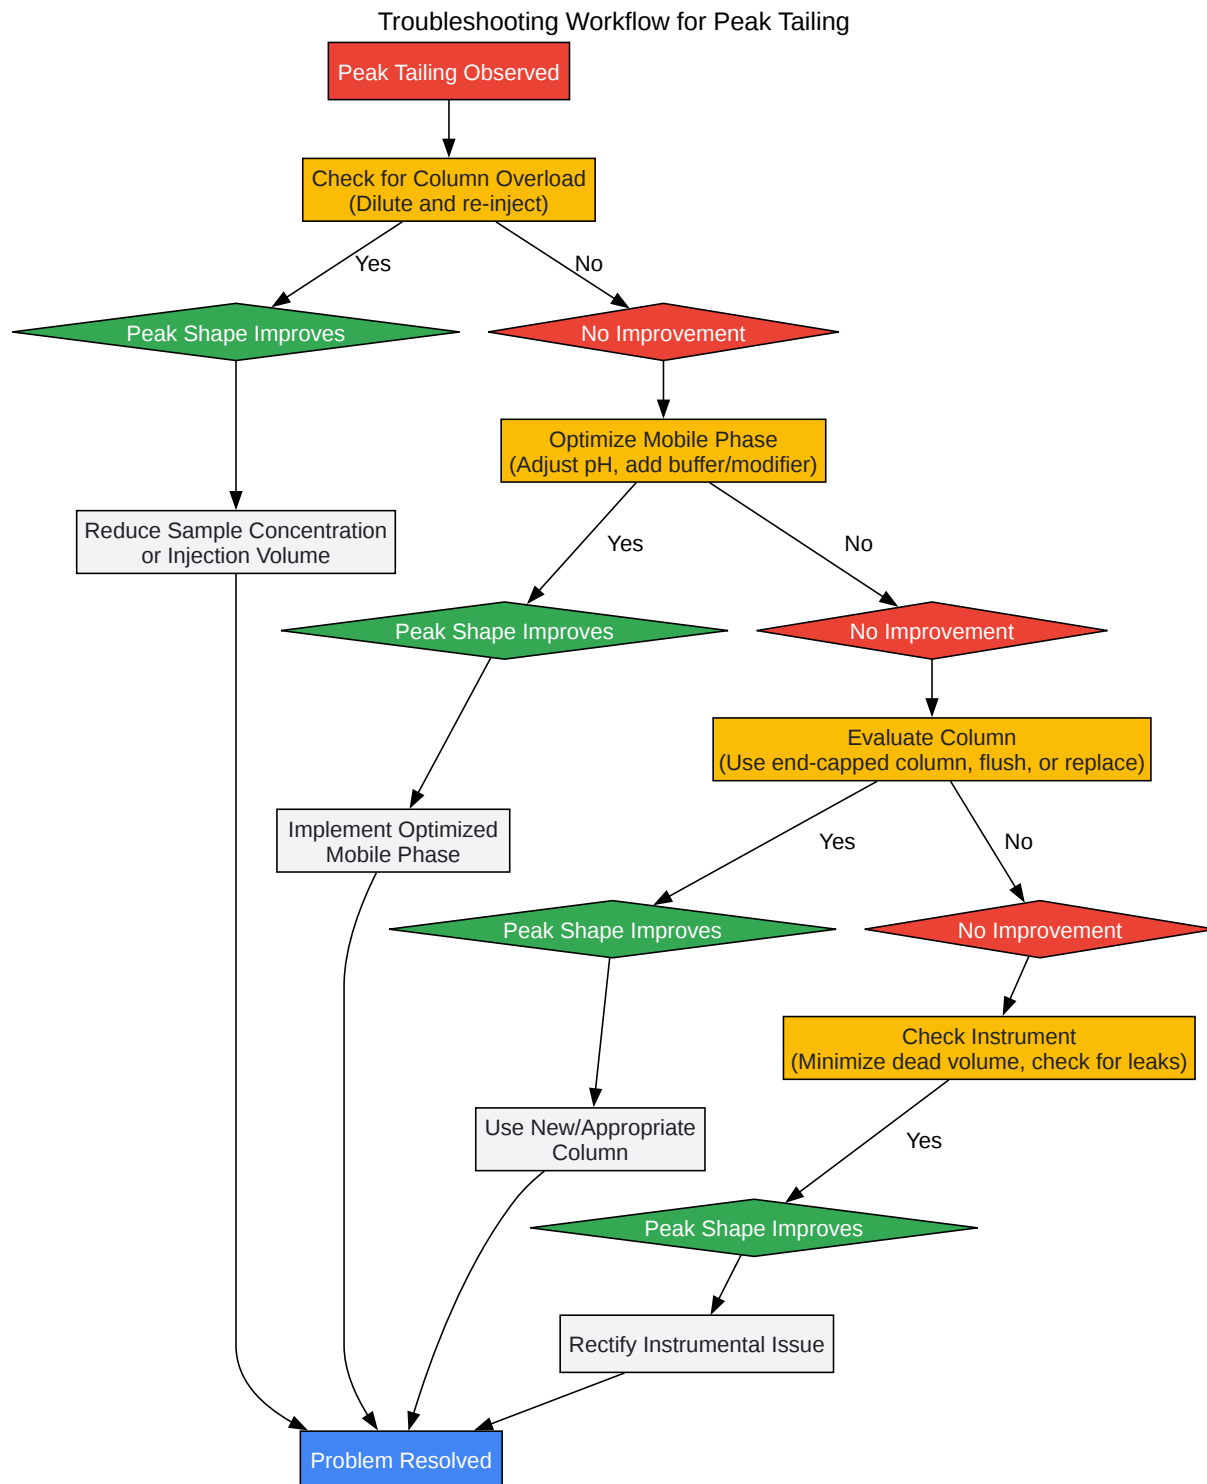 Troubleshooting Workflow for Peak Tailing
Peak Tailing Observed
Check for Column Overload
(Dilute and re-inject)
Yes
No
Peak Shape Improves
No Improvement
Optimize Mobile Phase
(Adjust pH, add buffer/modifier)
Reduce Sample Concentration
or Injection Volume
Yes
No
Peak Shape Improves
No Improvement
Evaluate Column
(Use end-capped column, flush, or replace)
Implement Optimized
Mobile Phase
Yes
No
Peak Shape Improves
No Improvement
Check Instrument
(Minimize dead volume, check for leaks)
Use New/Appropriate
Column
Yes
Peak Shape Improves
Rectify Instrumental Issue
Problem Resolved